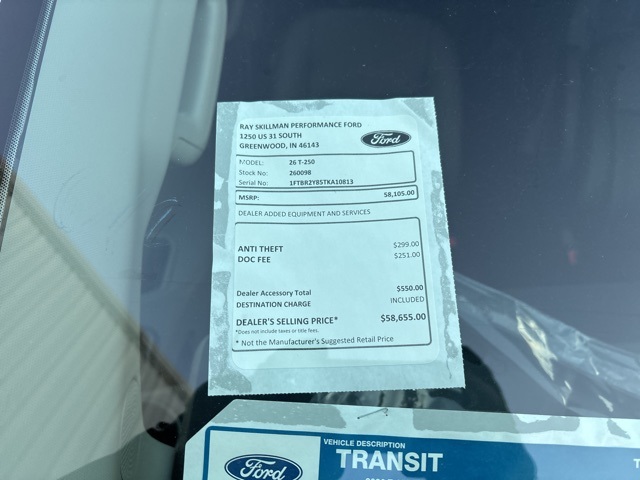 RAY SKILLMAN PERFORMANCE FORD
1250 US 31 SOUTH
GREENWOOD, IN 46143
Ford
MODEL: 26 T-250
Stock No: 260098
Serial No: 1FTBR2Y85TKA10813
MSRP: 58,105.00
DEALER ADDED EQUIPMENT AND SERVICES
ANTI THEFT $299.00
DOC FEE $251.00
Dealer Accessory Total $550.00
DESTINATION CHARGE INCLUDED
DEALER'S SELLING PRICE* $58,655.00
*Does not include taxes or title fees.
* Not the Manufacturer's Suggested Retail Price
Ford
VEHICLE DESCRIPTION
TRANSIT